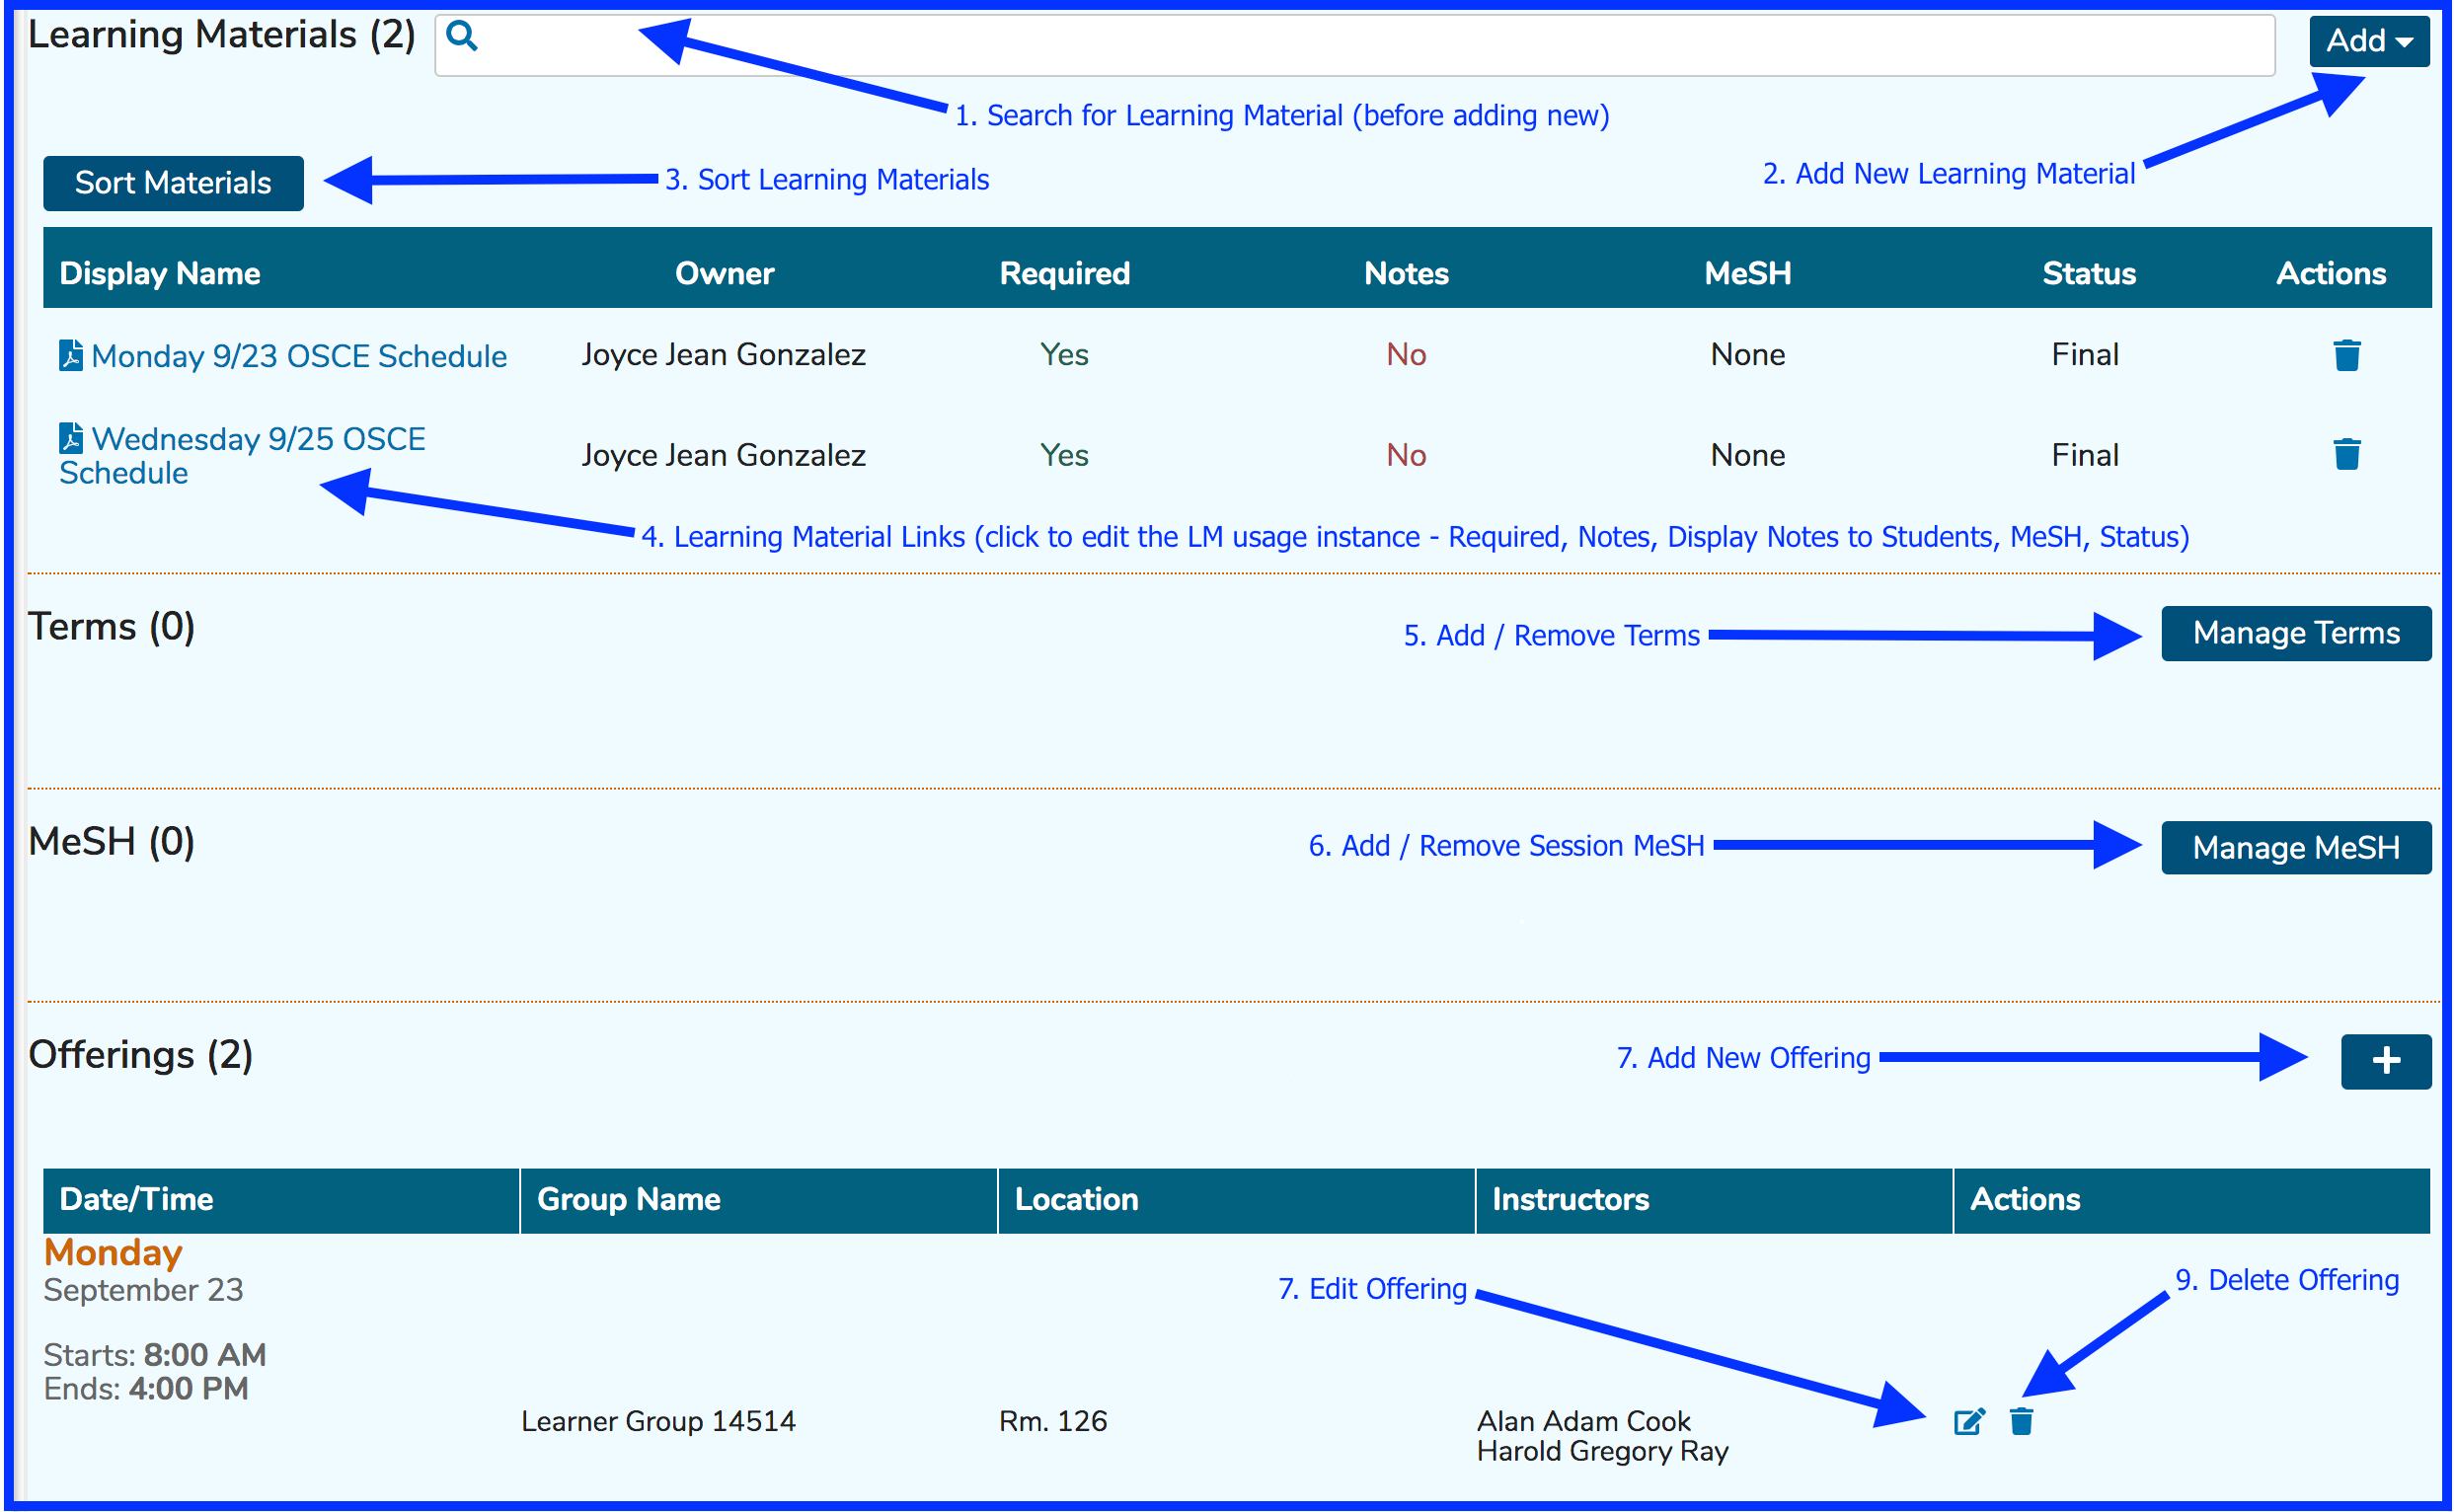 Learning Materials (2)
Add
1. Search for Learning Material (before adding new)
2. Add New Learning Material
Sort Materials
3. Sort Learning Materials
Display Name Owner Required Notes MeSH Status Actions
Monday 9/23 OSCE Schedule Joyce Jean Gonzalez Yes No None Final
Wednesday 9/25 OSCE
Schedule
Joyce Jean Gonzalez Yes No None Final
4. Learning Material Links (click to edit the LM usage instance - Required, Notes, Display Notes to Students, MeSH, Status)
Terms (0)
5. Add / Remove Terms
Manage Terms
MeSH (0)
6. Add / Remove Session MeSH
Manage MeSH
Offerings (2)
7. Add New Offering
Date/Time Group Name Location Instructors Actions
Monday
September 23
7. Edit Offering
9. Delete Offering
Starts: 8:00 AM
Ends: 4:00 PM
Learner Group 14514 Rm. 126 Alan Adam Cook
Harold Gregory Ray